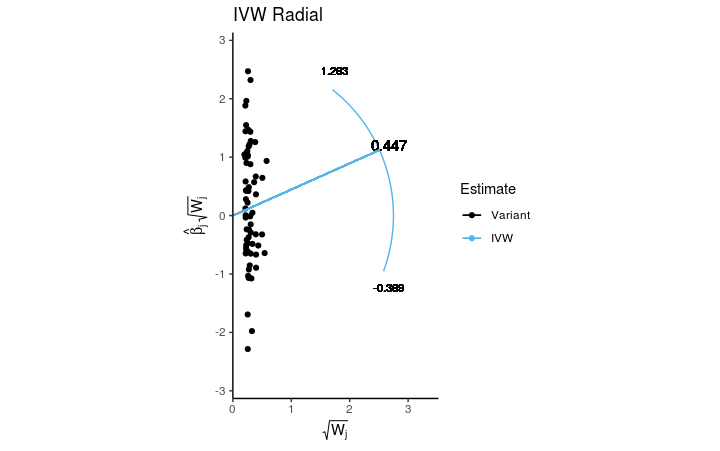 IVW Radial
3
2
1
0
-1
-2
-3
β̂j√Wj
1.283
0.447
-0.389
0
1
2
3
√Wj
Estimate
Variant
IVW